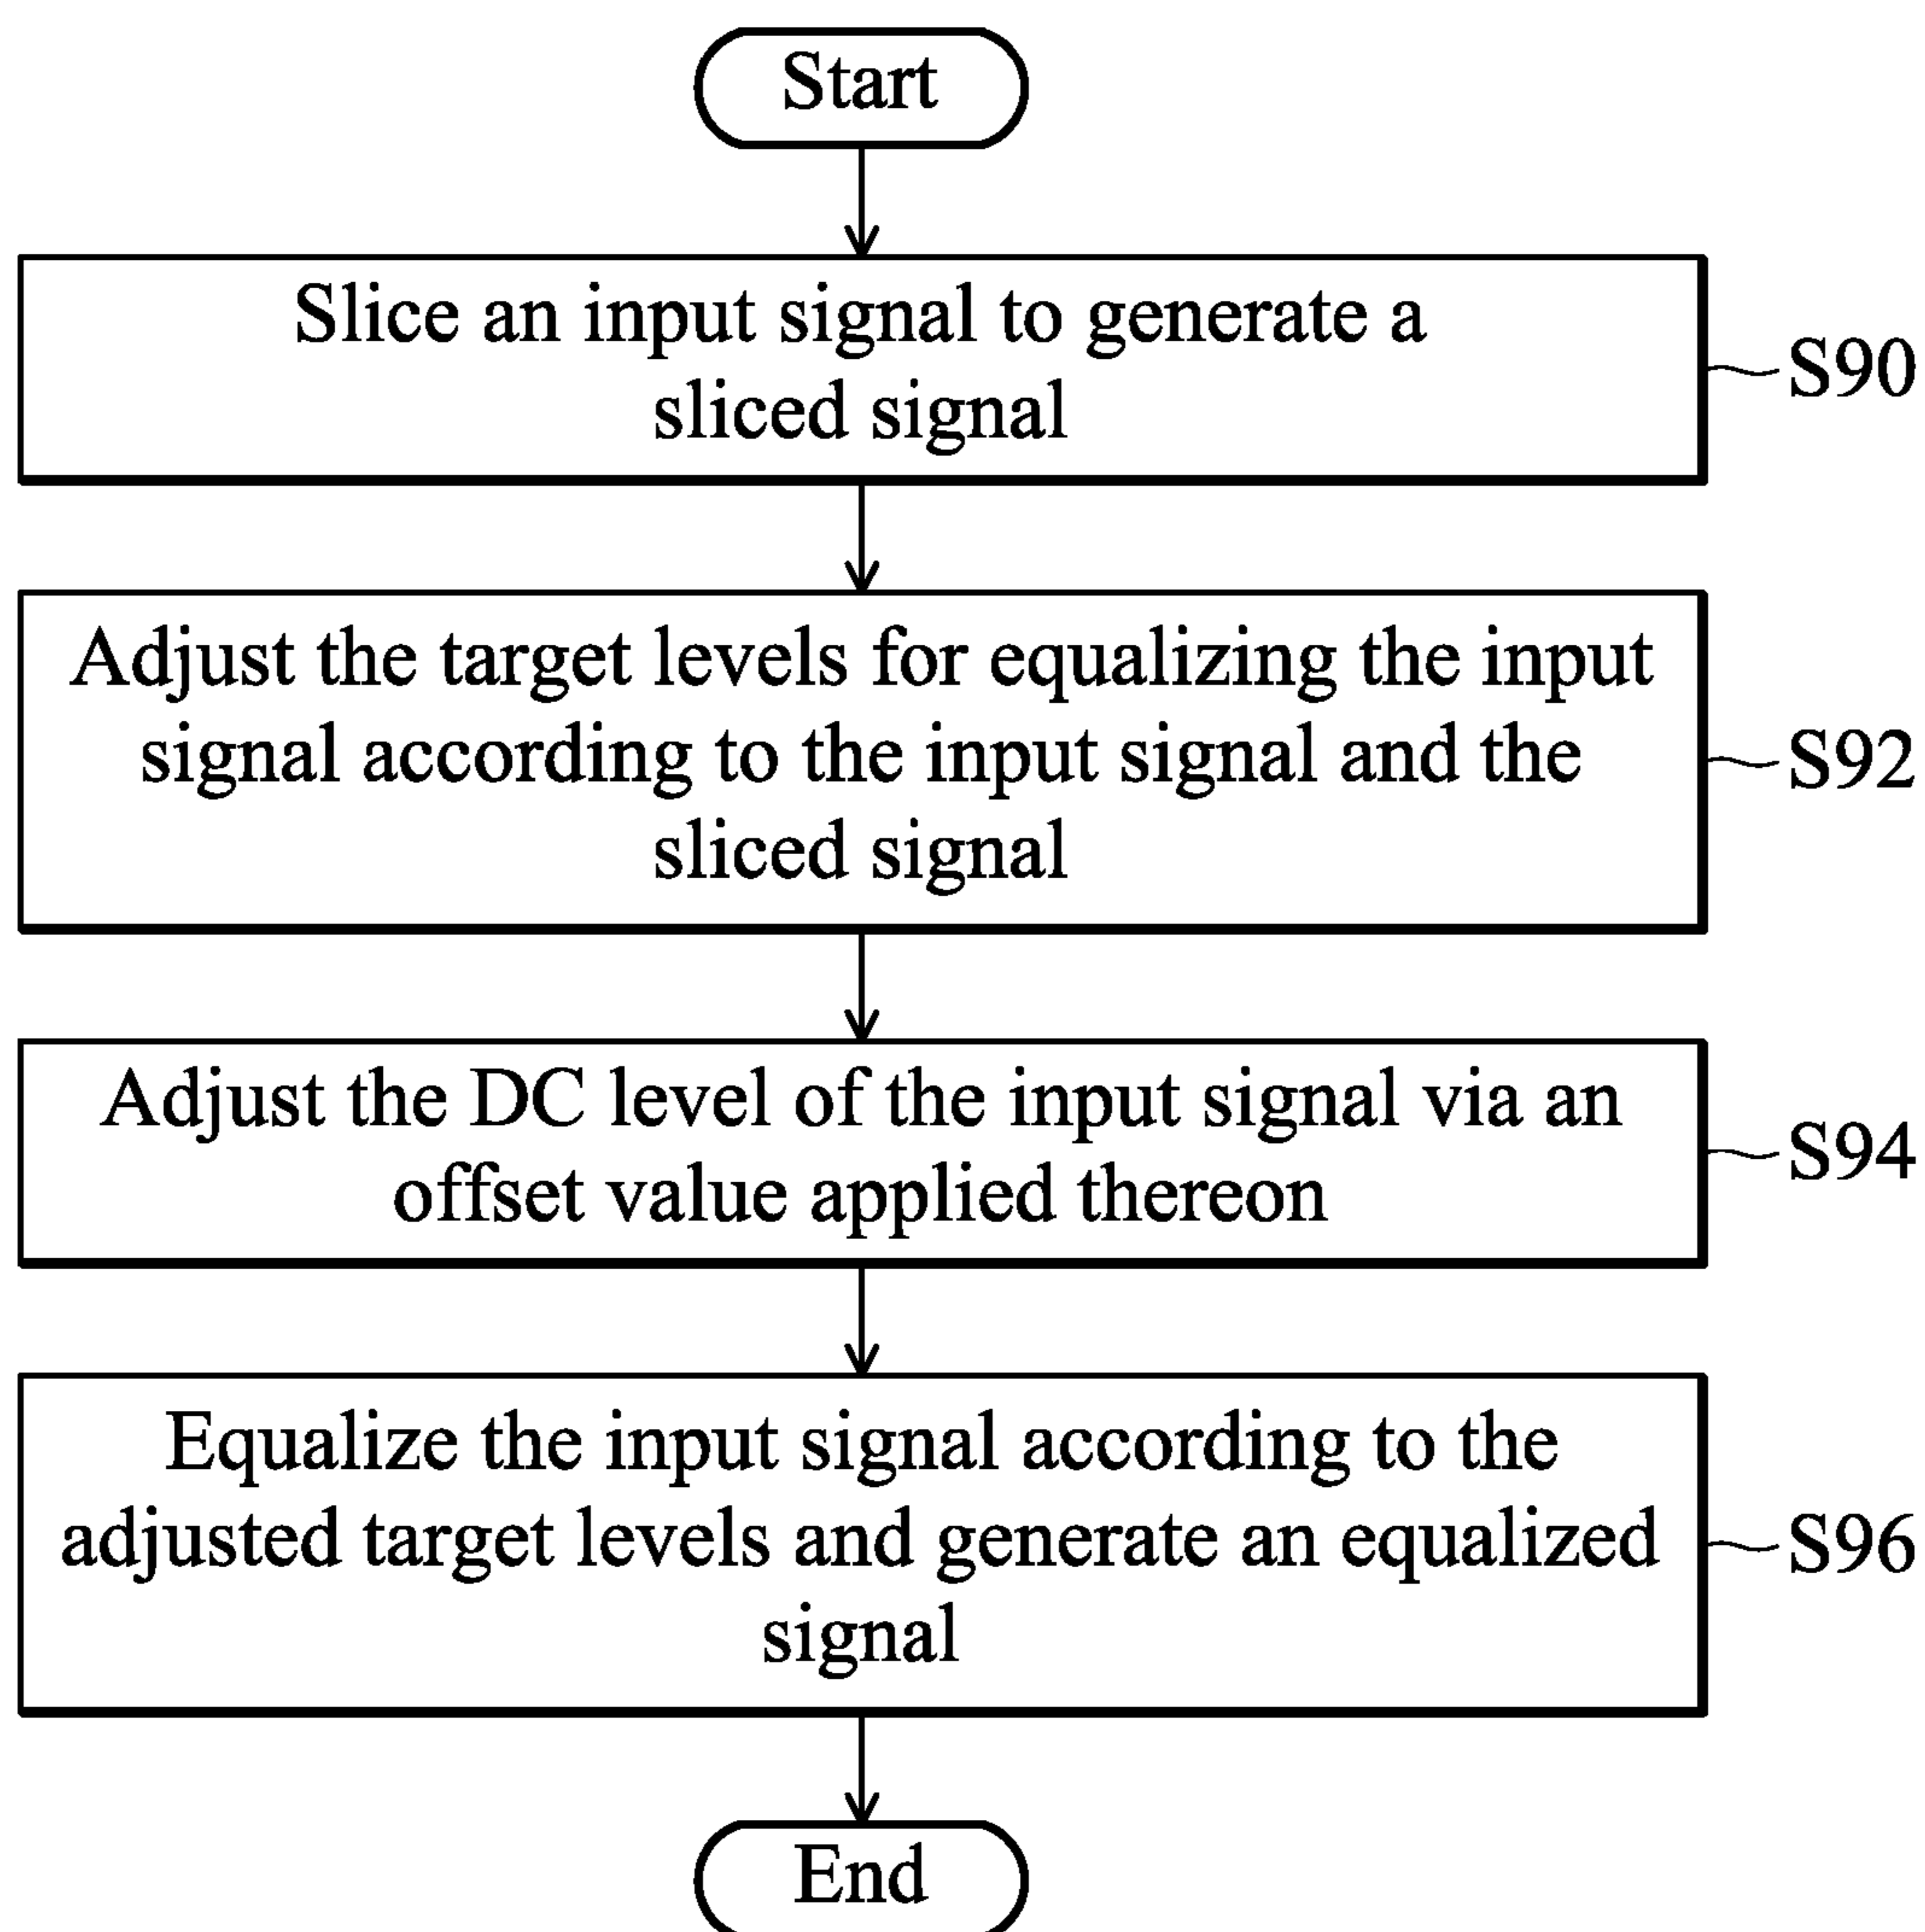 Start
Slice an input signal to generate a
sliced signal
S90
Adjust the target levels for equalizing the input
signal according to the input signal and the
sliced signal
S92
Adjust the DC level of the input signal via an
offset value applied thereon
S94
Equalize the input signal according to the
adjusted target levels and generate an equalized
signal
S96
End